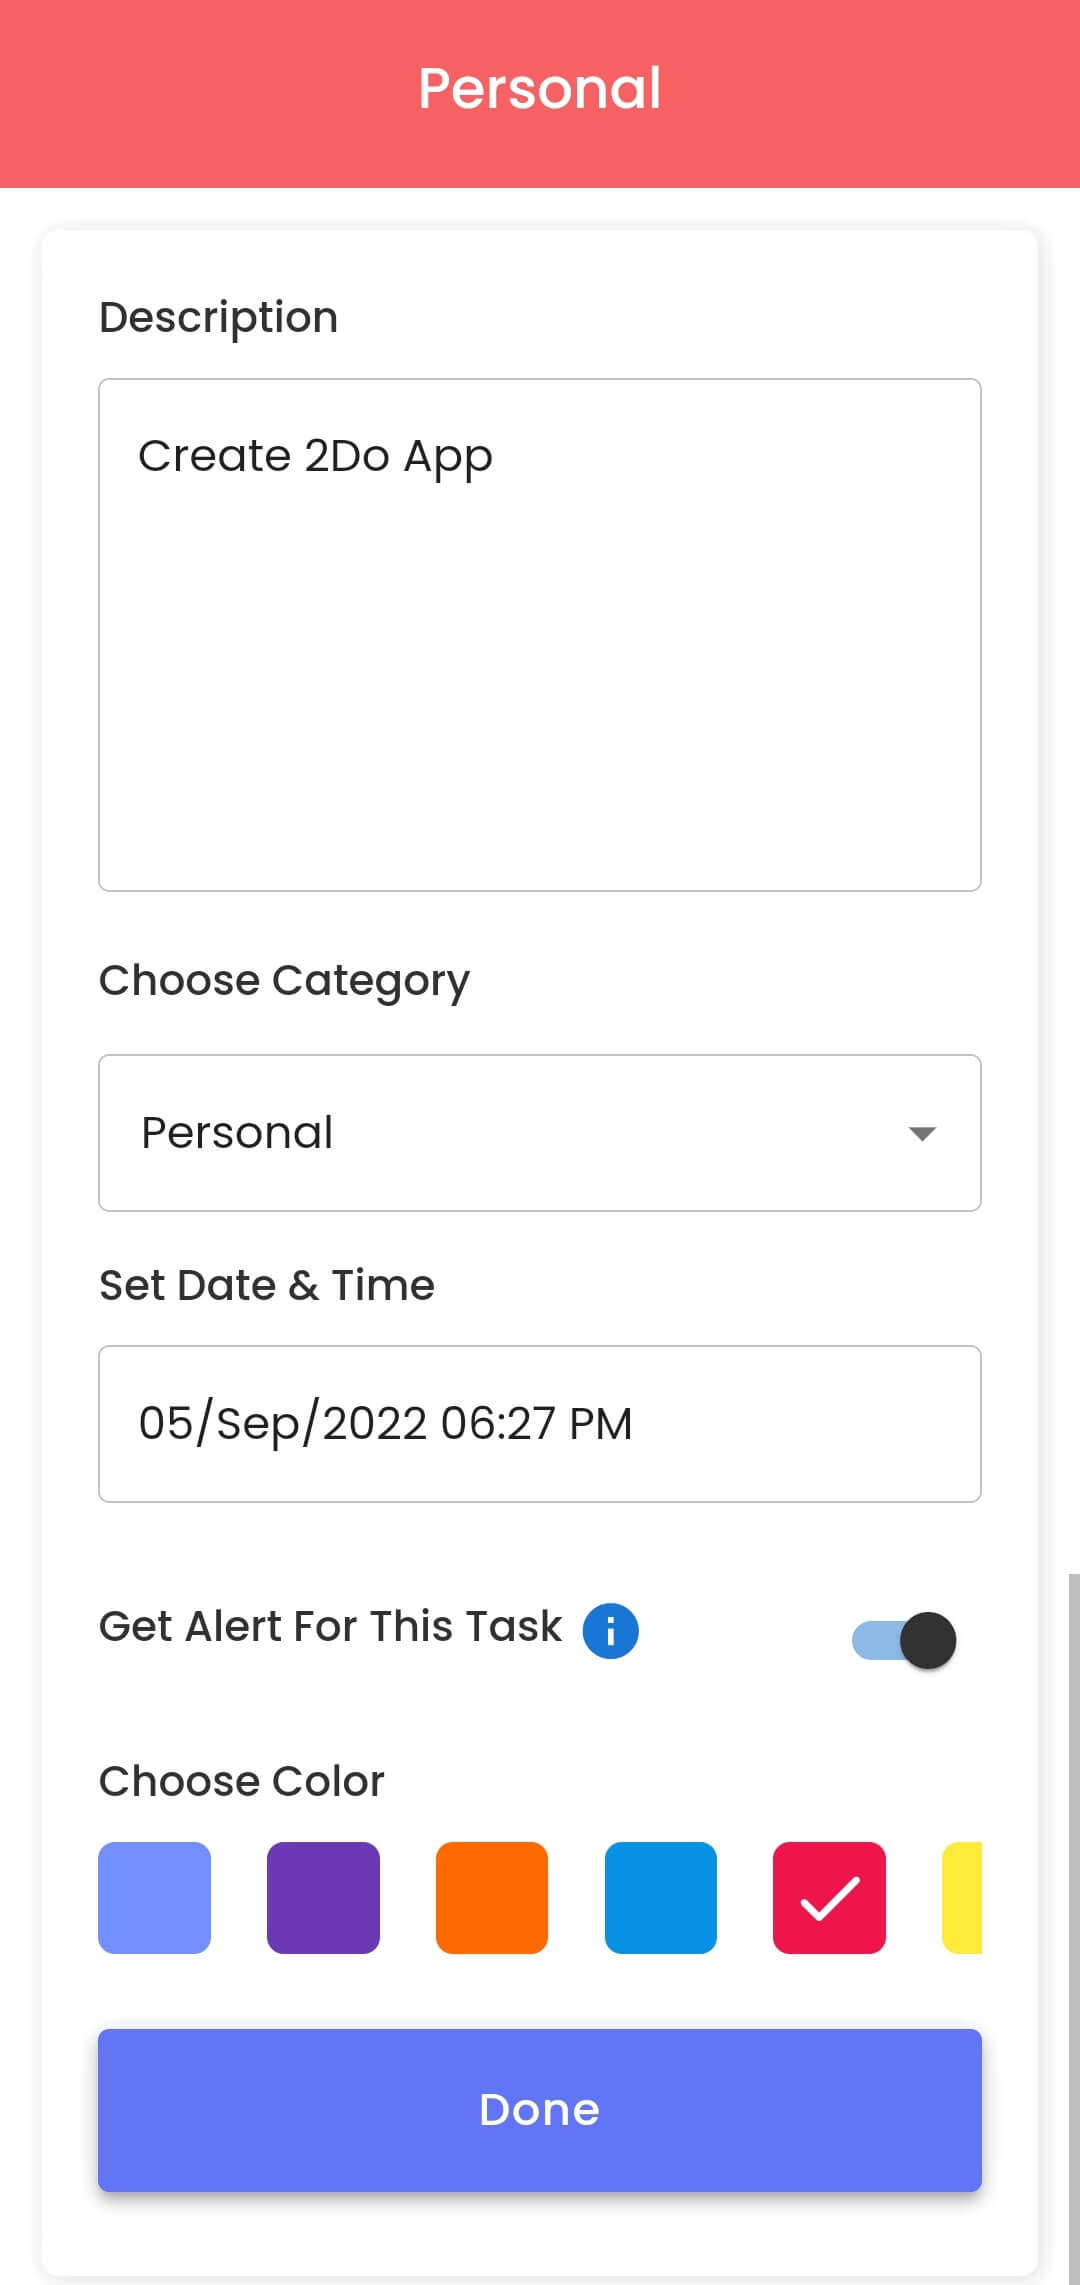 Personal
Description
Create 2Do App
Choose Category
Personal
Set Date & Time
05/Sep/2022 06:27 PM
Get Alert For This Task
Choose Color
Done